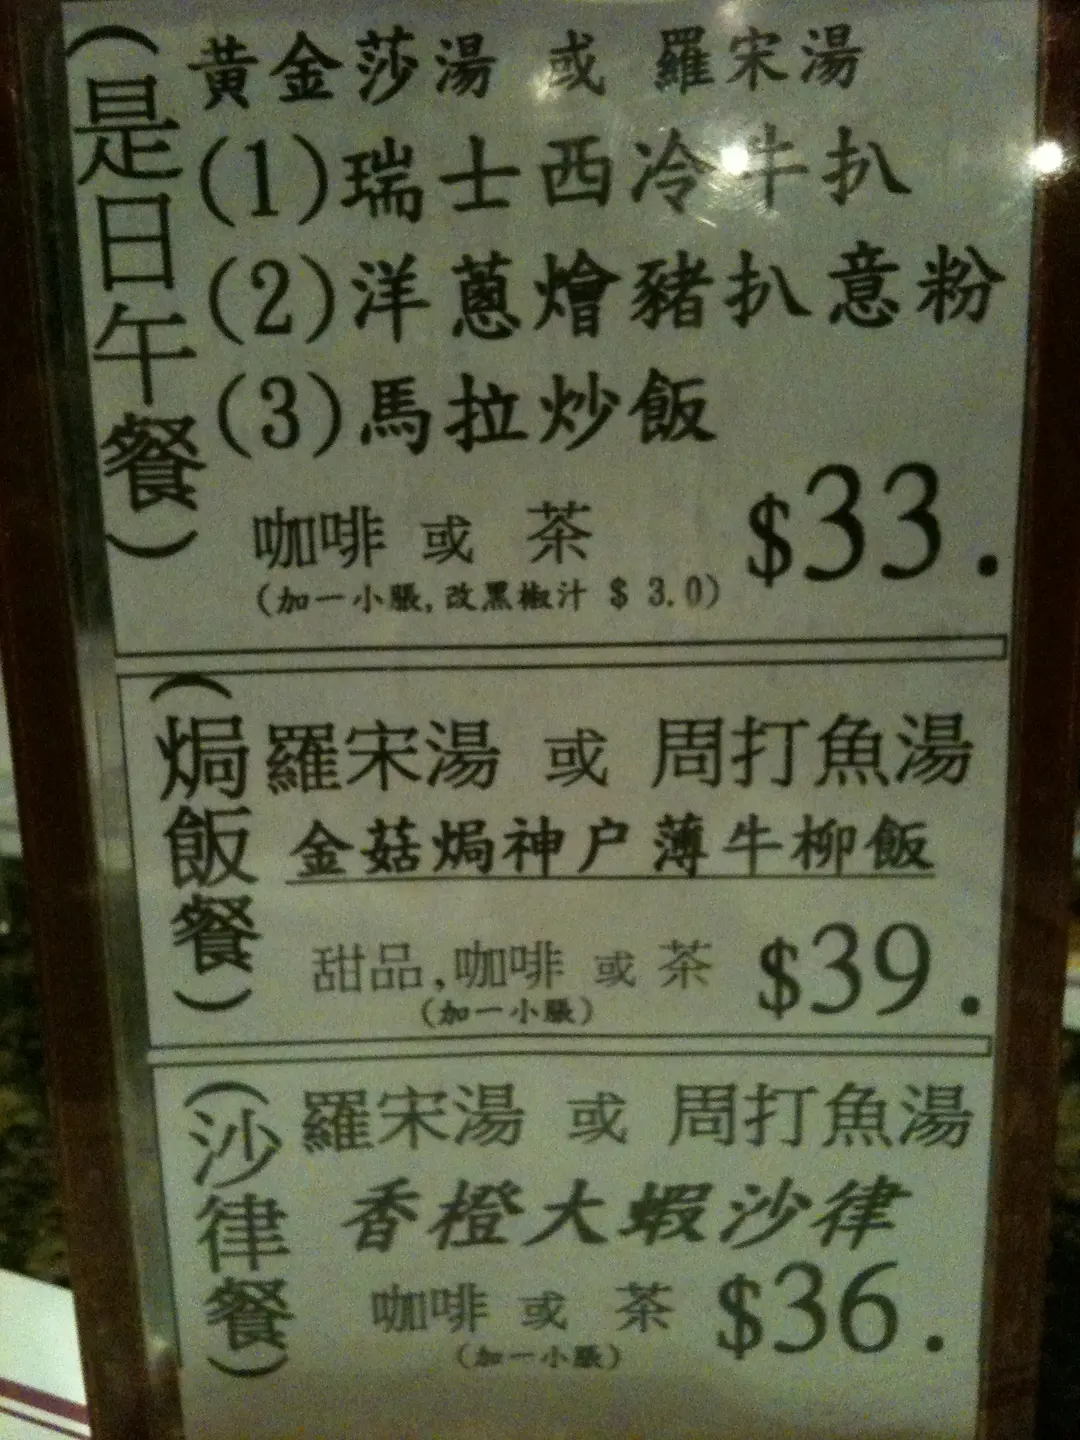 (是日午餐)
黃金莎湯 或 羅宋湯
(1)瑞士西冷牛扒
(2)洋蔥燴豬扒意粉
(3)馬拉炒飯
咖啡 或 茶 $33.
(加一小賬,改黑椒汁 $ 3.0)
(焗飯餐)
羅宋湯 或 周打魚湯
金菇焗神户薄牛柳飯
甜品,咖啡 或 茶 $39.
(加一小賬)
(沙律餐)
羅宋湯 或 周打魚湯
香橙大蝦沙律
咖啡 或 茶 $36.
(加一小賬)